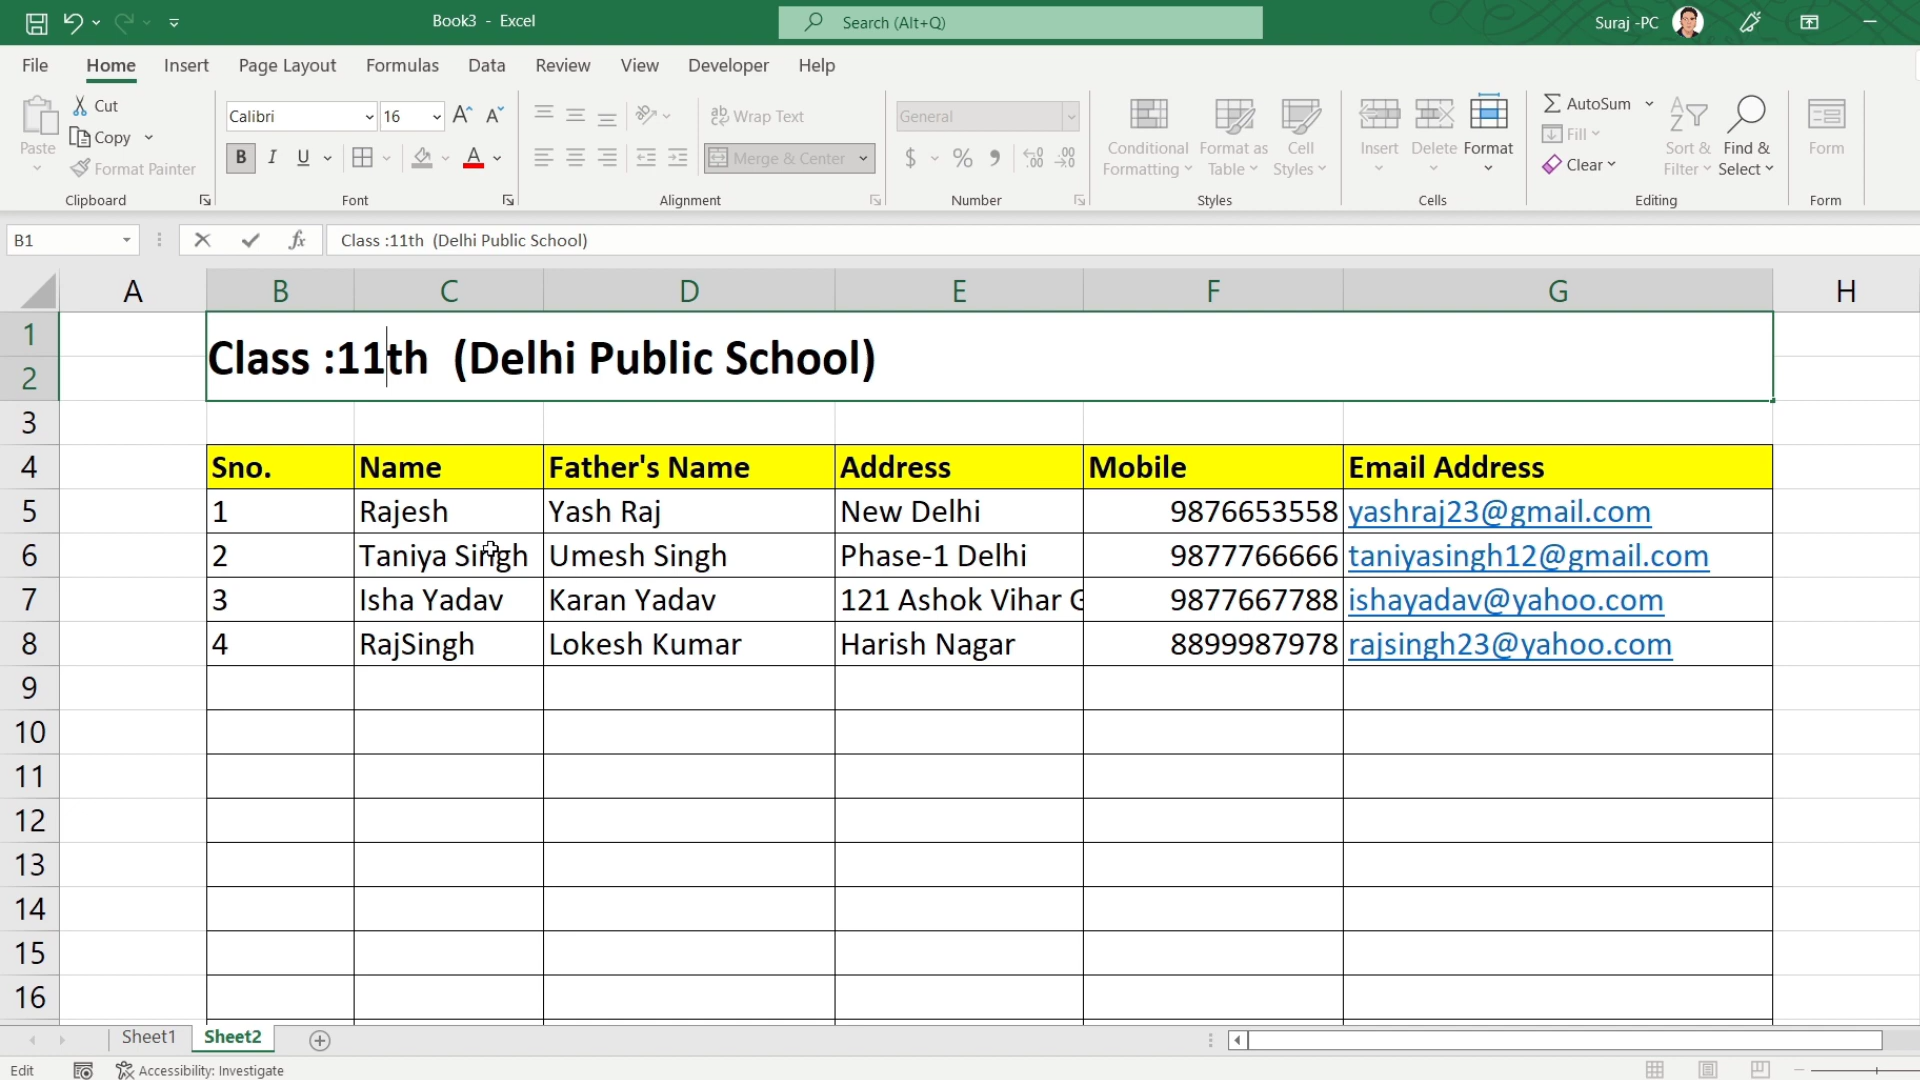 Book3 - Excel
Search (Alt+Q)
Suraj -PC
File Home Insert Page Layout Formulas Data Review View Developer Help
Paste
Cut
Copy
Format Painter
Clipboard
Calibri 16
B I U A
Font
Wrap Text
Merge & Center
Alignment
General
$ % 9
Number
Conditional Formatting
Format as Table
Cell Styles
Styles
Insert Delete Format
Cells
AutoSum
Fill
Clear
Sort & Filter
Find & Select
Editing
Form
Form
B1 fx Class :11th (Delhi Public School)
A B C D E F G H
1
2
Class :11th (Delhi Public School)
3
4 Sno. Name Father's Name Address Mobile Email Address
5 1 Rajesh Yash Raj New Delhi 9876653558 yashraj23@gmail.com
6 2 Taniya Singh Umesh Singh Phase-1 Delhi 9877766666 taniyasingh12@gmail.com
7 3 Isha Yadav Karan Yadav 121 Ashok Vihar 9877667788 ishayadav@yahoo.com
8 4 RajSingh Lokesh Kumar Harish Nagar 8899987978 rajsingh23@yahoo.com
9
10
11
12
13
14
15
16
Sheet1 Sheet2
Edit Accessibility: Investigate